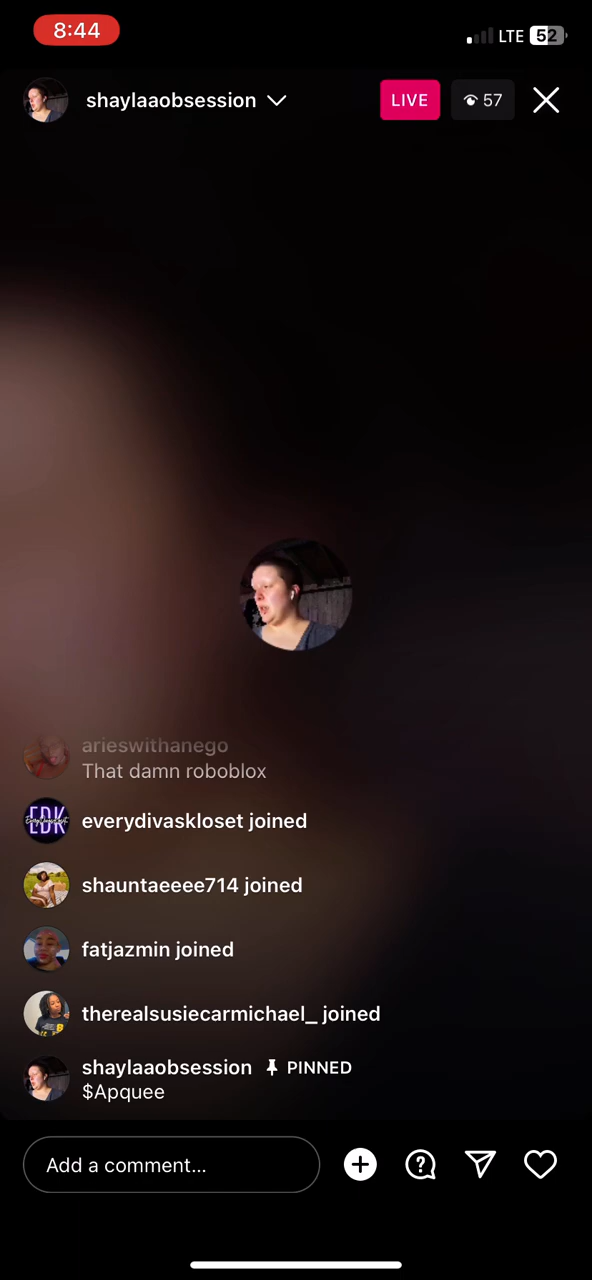 8:44
LTE 52
shaylaaobsession
LIVE
57
arieswithanego
That damn roboblox
EDK
everydivaskloset joined
shauntaeeee714 joined
fatjazmin joined
therealsusiecarmichael_ joined
shaylaaobsession PINNED
$Apquee
Add a comment...